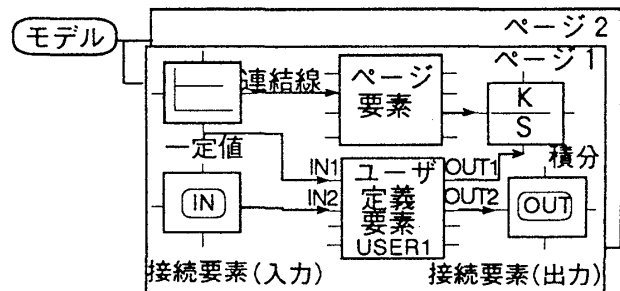 モデル
ページ 2
ページ 1
連結線
ページ
要素
K
S
一定値
積分
IN1
IN2
ユーザ
定義
要素
USER1
OUT1
OUT2
IN
OUT
接続要素(入力)
接続要素(出力)